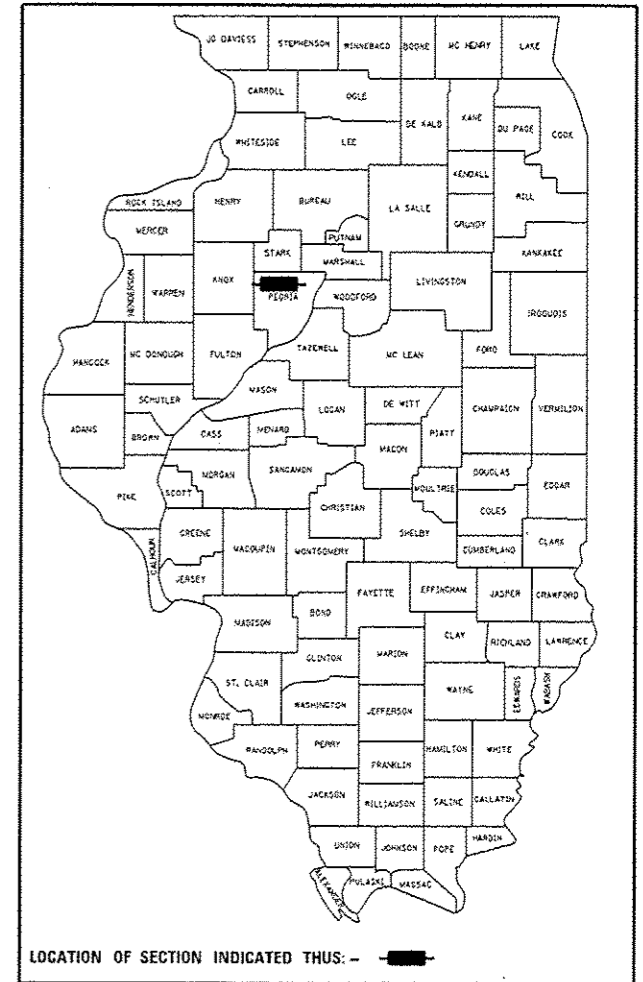 JO DAVIESS STEPHENSON WINNEBAGO BOONE MC HENRY LAKE
CARROLL OGLE DE KALB KANE DU PAGE COOK
WHITESIDE LEE KENDALL WILL
ROCK ISLAND HENRY BUREAU LA SALLE GRUNDY
MERCER PUTNAM KANKAKEE
STARK MARSHALL
HENDERSON WARREN KNOX PEORIA WOODFORD LIVINGSTON IROQUOIS
HANCOCK MC DONOUGH FULTON TAZEWELL MC LEAN FORD
SCHUYLER MASON LOGAN DE WITT CHAMPAIGN VERMILION
ADAMS BROWN CASS MENARD MACON PIATT
PIKE SCOTT MORGAN SANGAMON CHRISTIAN MOULTRIE DOUGLAS EDGAR
CALHOUN GREENE MACOUPIN MONTGOMERY SHELBY COLES
JERSEY CUMBERLAND CLARK
MADISON BOND FAYETTE EFFINGHAM JASPER CRAWFORD
CLINTON MARION CLAY RICHLAND LAWRENCE
ST. CLAIR WASHINGTON WAYNE EDWARDS WABASH
MONROE JEFFERSON
RANDOLPH PERRY FRANKLIN HAMILTON WHITE
JACKSON WILLIAMSON SALINE GALLATIN
UNION JOHNSON POPE HARDIN
ALEXANDER PULASKI MASSAC
LOCATION OF SECTION INDICATED THUS: –